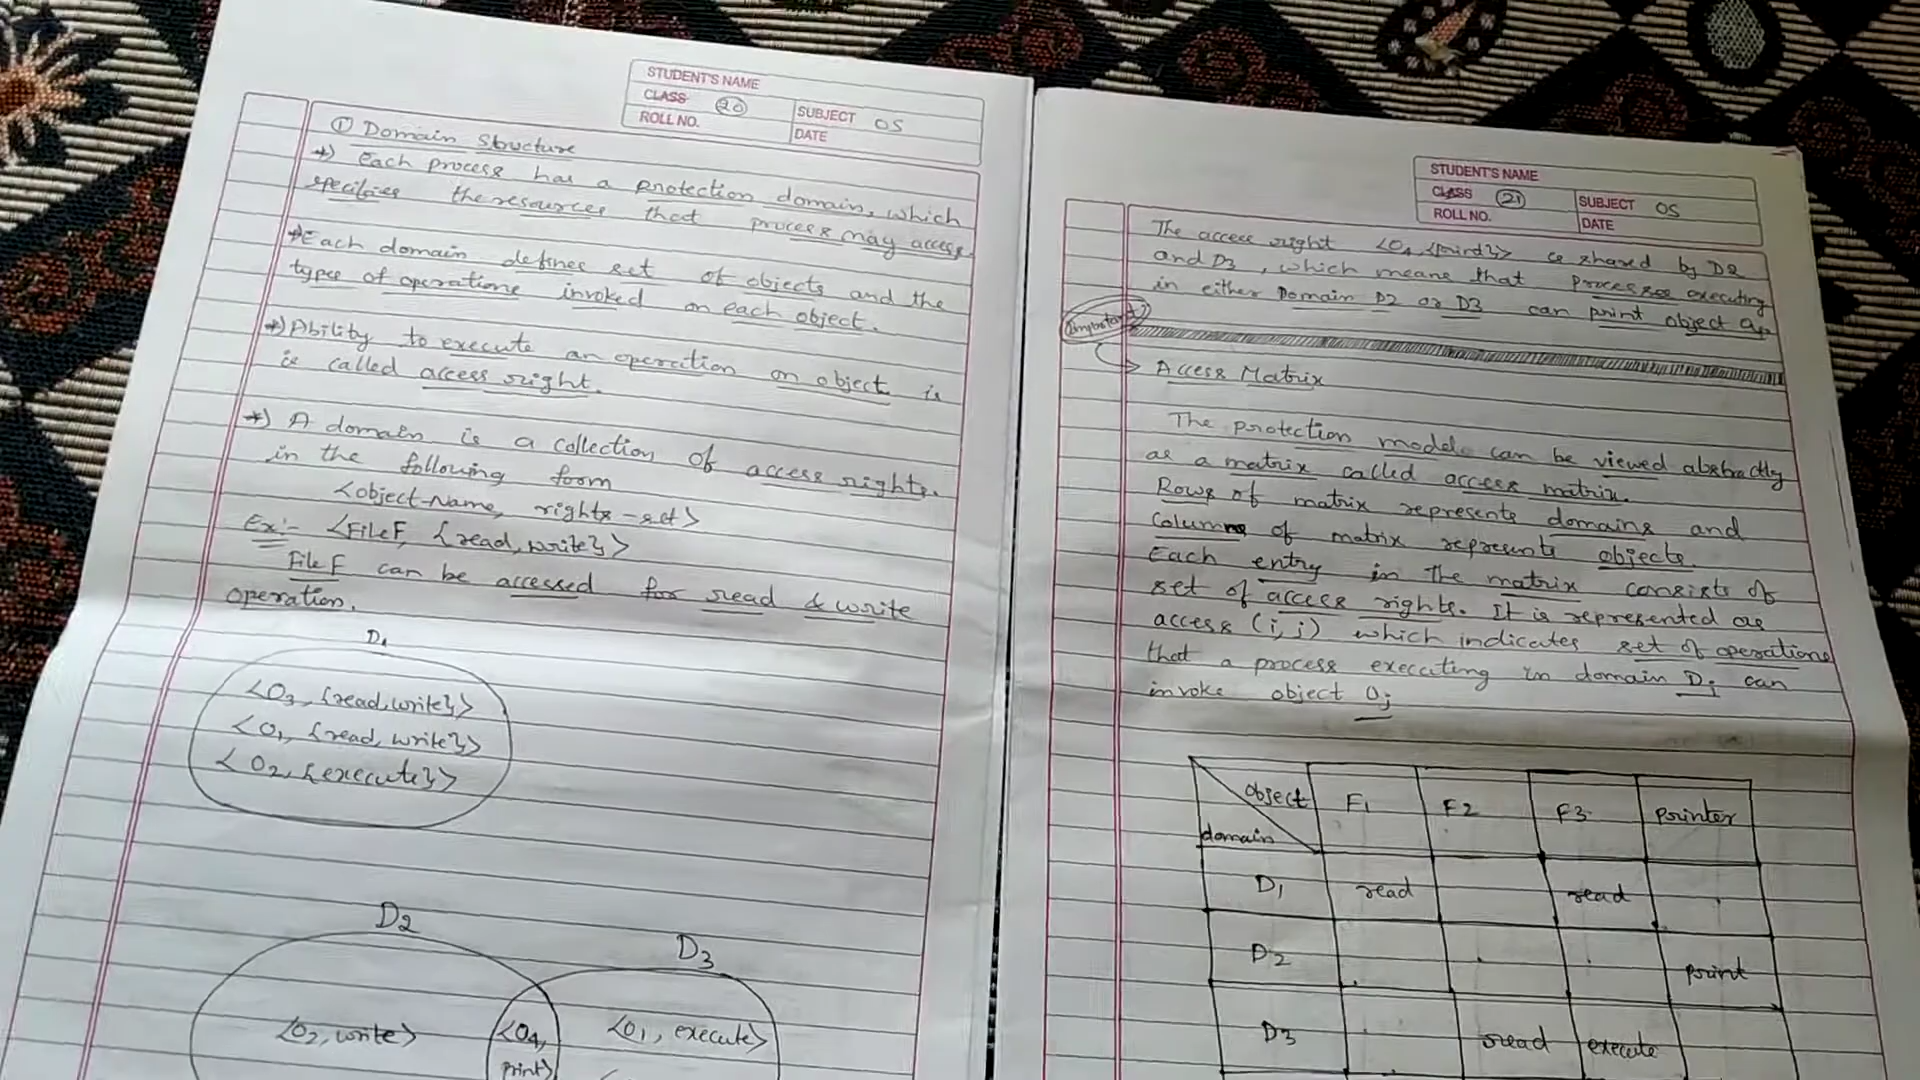 STUDENT'S NAME
CLASS 20
SUBJECT OS
ROLL NO.
DATE
① Domain Structure
*) Each process has a protection domain, which
specifies the resources that process may access.
*) Each domain defines set of objects and the
types of operations invoked on each object.
*) Ability to execute an operation on object is
is called access right.
*) A domain is a collection of access rights.
in the following form
<object-Name, rights-set>
Ex:- <FileF, {read, write}>
File F can be accessed for read & write
operation.
D1
<O3, {read,write}>
<O1, {read, write}>
<O2, {execute}>
D2
D3
<O2, write>
<O4,
print>
<O1, execute>
STUDENT'S NAME
CLASS 21
SUBJECT OS
ROLL NO.
DATE
The access right <O4, {print}> is shared by D2
and D3, which means that processes executing
in either Domain D2 or D3 can print object O4.
Important
Access Matrix
The protection model can be viewed abstractly
as a matrix called access matrix.
Rows of matrix represents domains and
Columns of matrix represents objects.
Each entry in the matrix consists of
set of access rights. It is represented as
access (i, j) which indicates set of operations
that a process executing in domain Di can
invoke object Oj
object F1 F2 F3 printer
domain
D1 read read
D2 print
D3 read execute